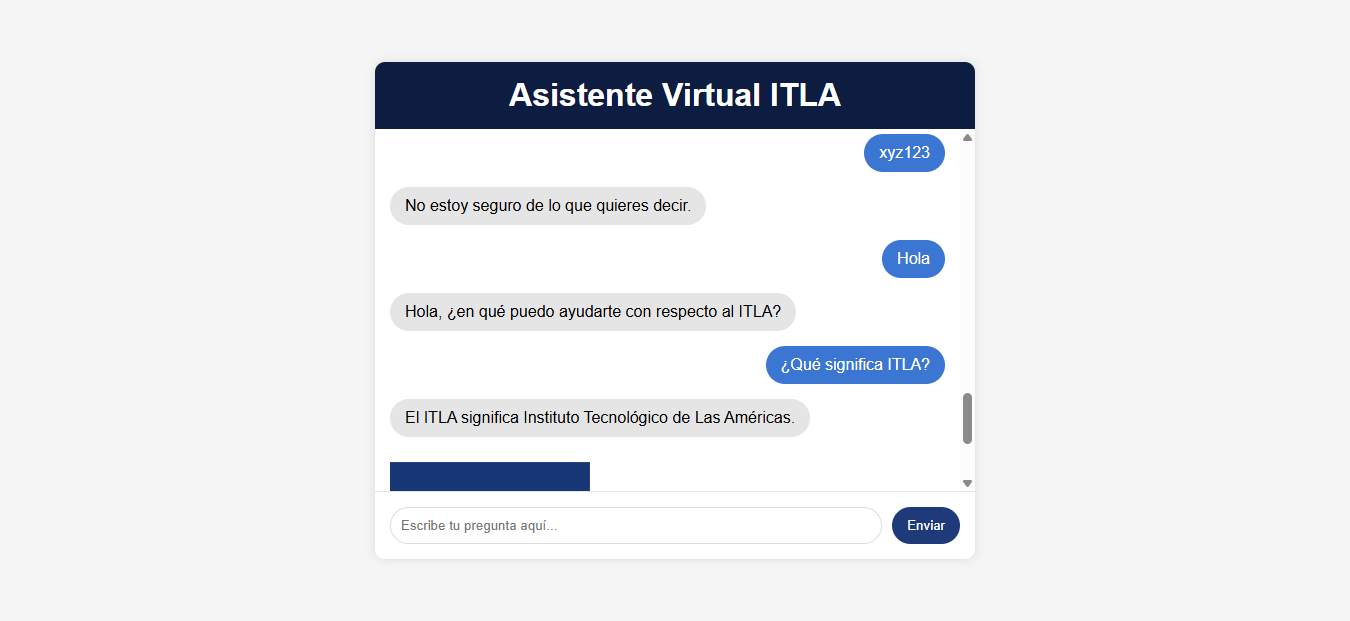 Asistente Virtual ITLA
xyz123
No estoy seguro de lo que quieres decir.
Hola
Hola, ¿en qué puedo ayudarte con respecto al ITLA?
¿Qué significa ITLA?
El ITLA significa Instituto Tecnológico de Las Américas.
Escribe tu pregunta aquí...
Enviar